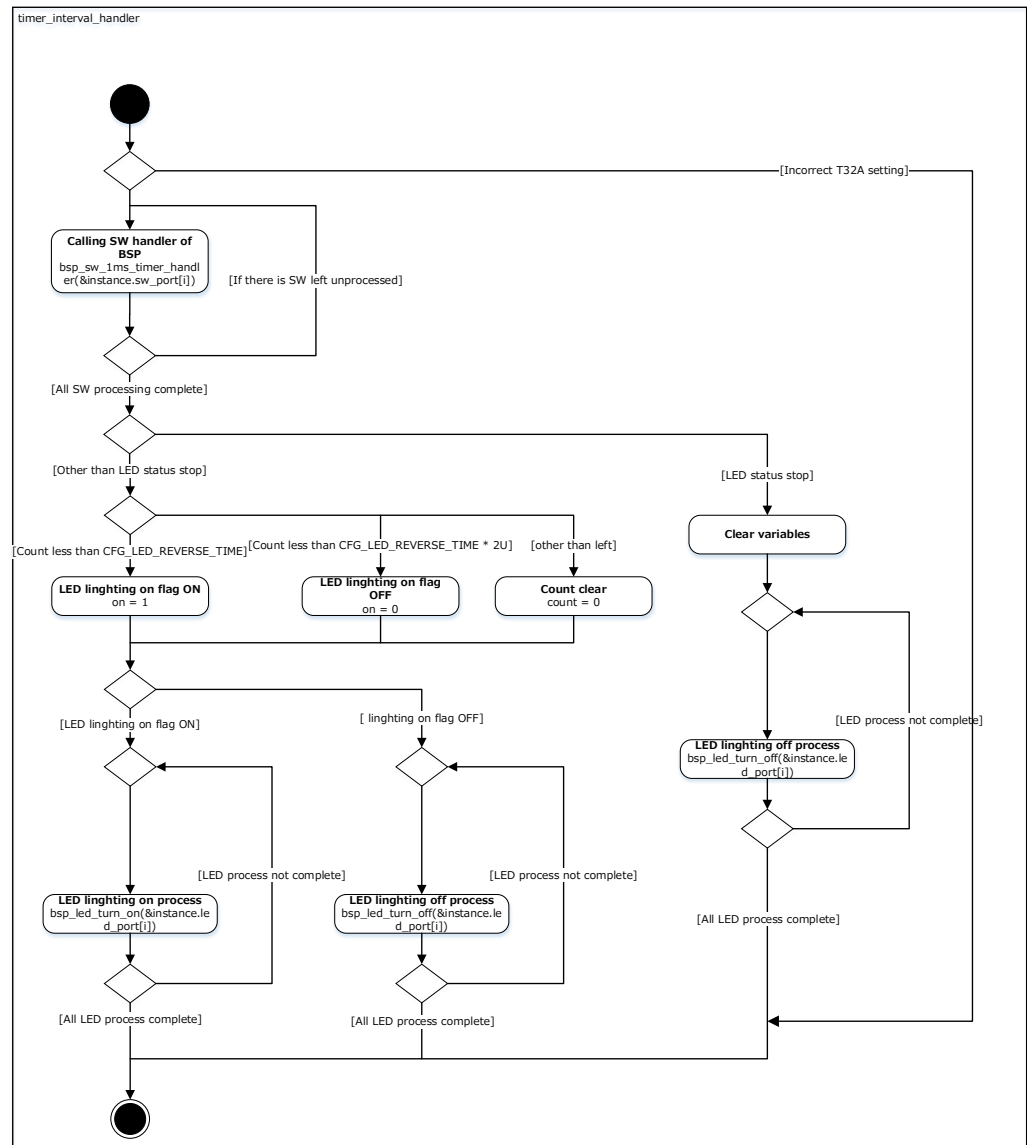 timer_interval_handler
[Incorrect T32A setting]
Calling SW handler of
BSP
bsp_sw_1ms_timer_handl
er(&instance.sw_port[i])
[If there is SW left unprocessed]
[All SW processing complete]
[Other than LED status stop]
[LED status stop]
Clear variables
[Count less than CFG_LED_REVERSE_TIME]
[Count less than CFG_LED_REVERSE_TIME * 2U]
[other than left]
LED linghting on flag ON
on = 1
LED linghting on flag
OFF
on = 0
Count clear
count = 0
[LED linghting on flag ON]
[ linghting on flag OFF]
[LED process not complete]
LED linghting off process
bsp_led_turn_off(&instance.le
d_port[i])
[LED process not complete]
[LED process not complete]
LED linghting on process
bsp_led_turn_on(&instance.le
d_port[i])
LED linghting off process
bsp_led_turn_off(&instance.le
d_port[i])
[All LED process complete]
[All LED process complete]
[All LED process complete]